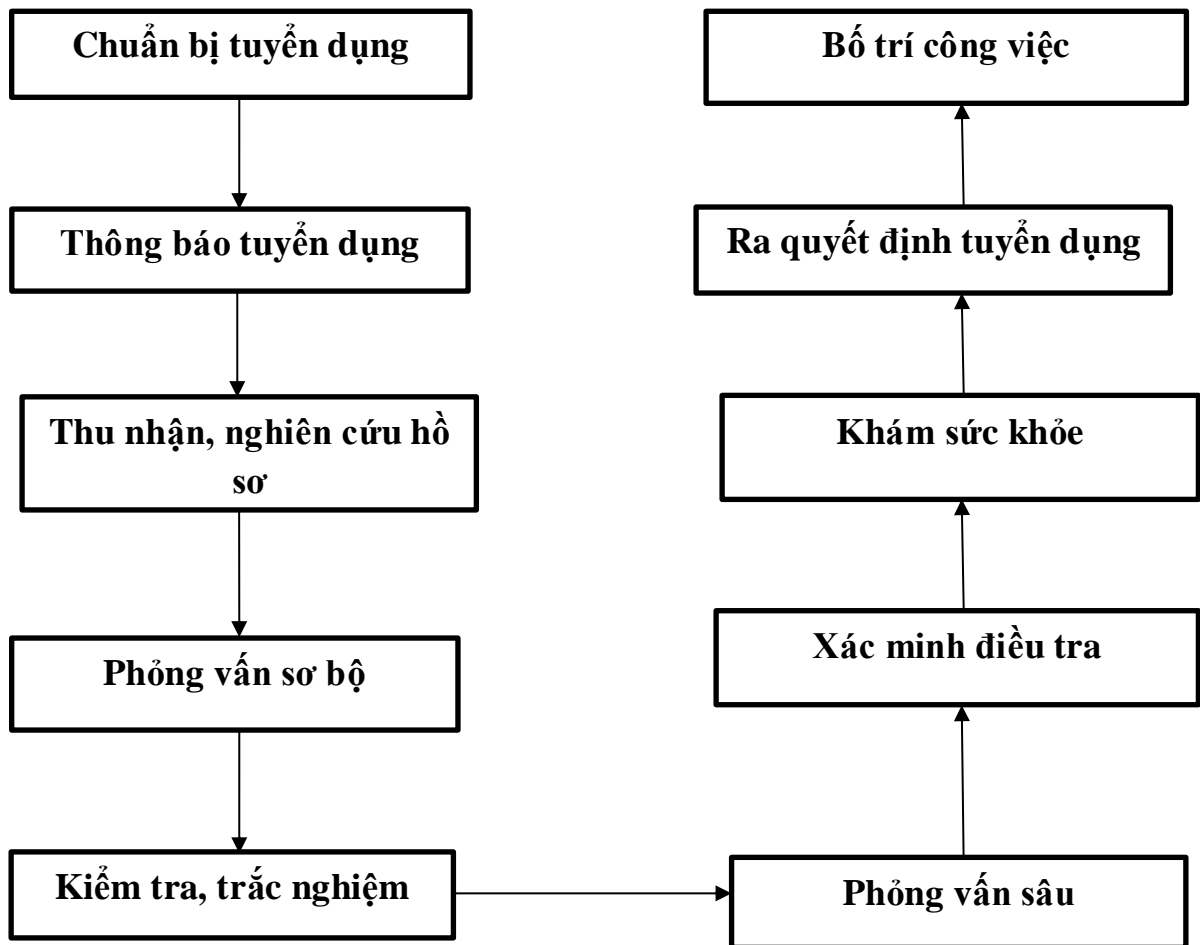 Chuẩn bị tuyển dụng
Thông báo tuyển dụng
Thu nhận, nghiên cứu hồ
sơ
Phỏng vấn sơ bộ
Kiểm tra, trắc nghiệm
Phỏng vấn sâu
Xác minh điều tra
Khám sức khỏe
Ra quyết định tuyển dụng
Bố trí công việc